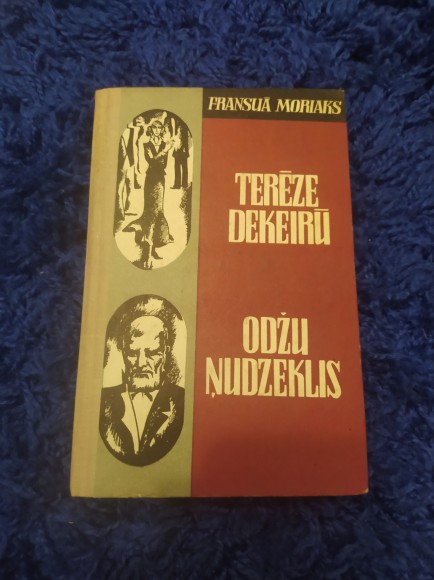 FRANSUĀ MORIAKS
TERĒZE
DEKEIRŪ
ODŽU
ŅUDZEKLIS